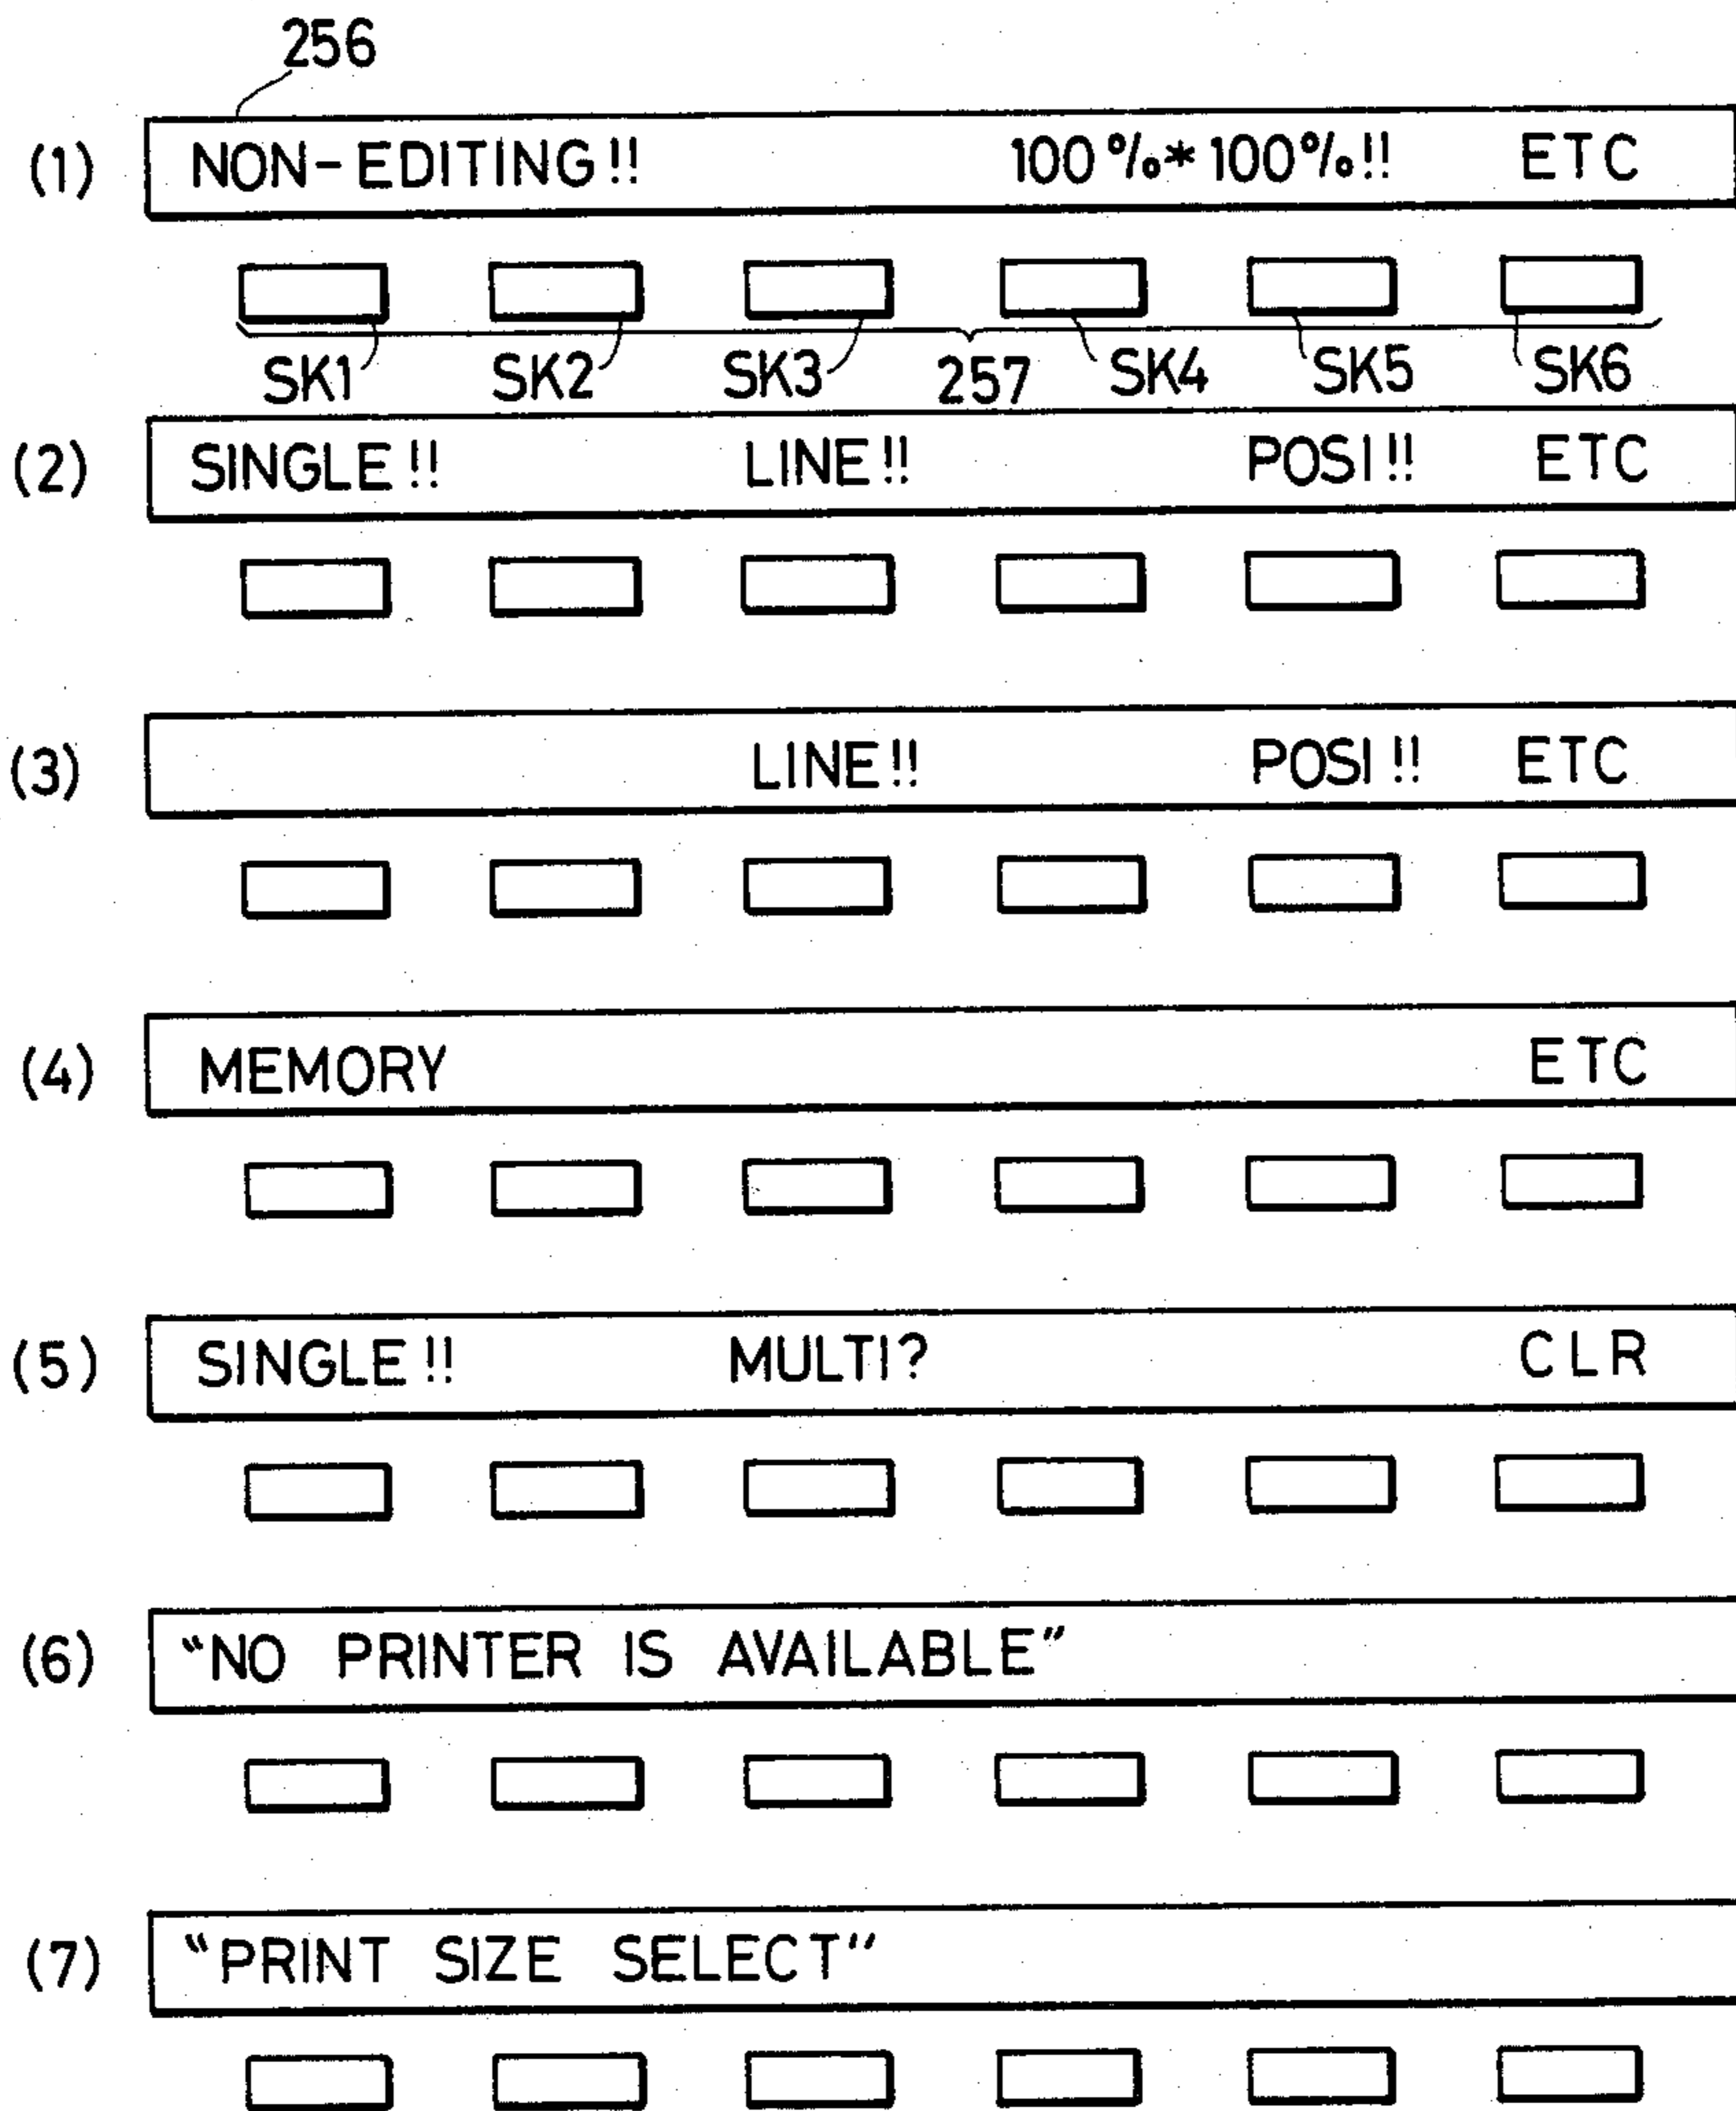 256
(1) NON-EDITING!! 100%*100%!! ETC
SK1 SK2 SK3 257 SK4 SK5 SK6
(2) SINGLE!! LINE!! POSI!! ETC
(3) LINE!! POSI!! ETC
(4) MEMORY ETC
(5) SINGLE!! MULTI? CLR
(6) “NO PRINTER IS AVAILABLE”
(7) “PRINT SIZE SELECT”